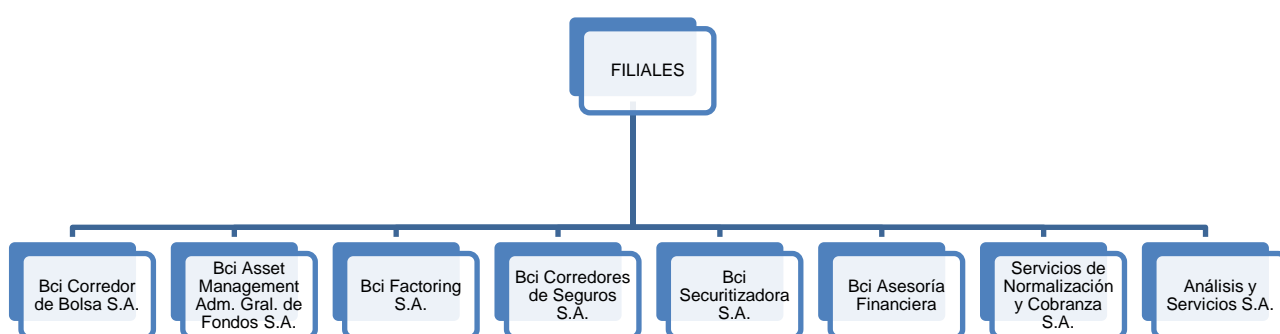 FILIALES
Bci Corredor
de Bolsa S.A.
Bci Asset
Management
Adm. Gral. de
Fondos S.A.
Bci Factoring
S.A.
Bci Corredores
de Seguros
S.A.
Bci
Securitizadora
S.A.
Bci Asesoría
Financiera
Servicios de
Normalización
y Cobranza
S.A.
Análisis y
Servicios S.A.